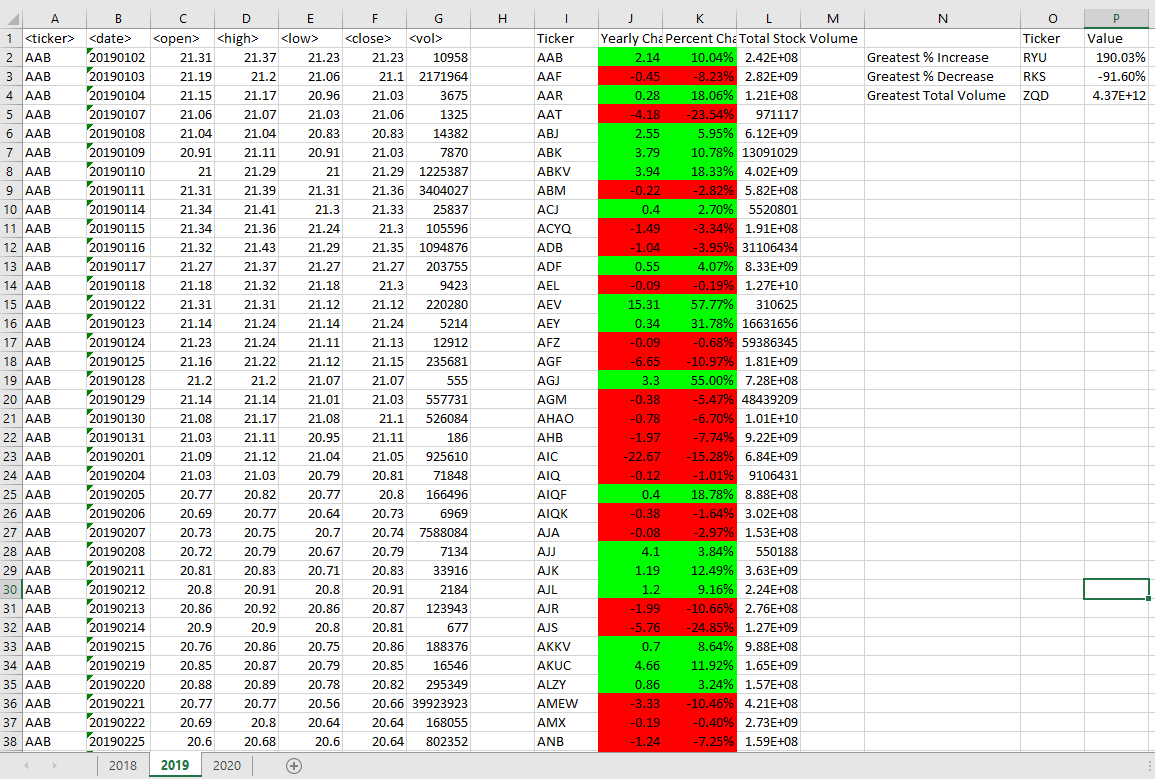 A B C D E F G H I J K L M N O P
1 <ticker> <date> <open> <high> <low> <close> <vol> Ticker Yearly Cha Percent Cha Total Stock Volume Ticker Value
2 AAB 20190102 21.31 21.37 21.23 21.23 10958 AAB 2.14 10.04% 2.42E+08 Greatest % Increase RYU 190.03%
3 AAB 20190103 21.19 21.2 21.06 21.1 2171964 AAF -0.45 -8.23% 2.82E+09 Greatest % Decrease RKS -91.60%
4 AAB 20190104 21.15 21.17 20.96 21.03 3675 AAR 0.28 18.06% 1.21E+08 Greatest Total Volume ZQD 4.37E+12
5 AAB 20190107 21.06 21.07 21.03 21.06 1325 AAT -4.18 -23.54% 971117
6 AAB 20190108 21.04 21.04 20.83 20.83 14382 ABJ 2.55 5.95% 6.12E+09
7 AAB 20190109 20.91 21.11 20.91 21.03 7870 ABK 3.79 10.78% 13091029
8 AAB 20190110 21 21.29 21 21.29 1225387 ABKV 3.94 18.33% 4.02E+09
9 AAB 20190111 21.31 21.39 21.31 21.36 3404027 ABM -0.22 -2.82% 5.82E+08
10 AAB 20190114 21.34 21.41 21.3 21.33 25837 ACJ 0.4 2.70% 5520801
11 AAB 20190115 21.34 21.36 21.24 21.3 105596 ACYQ -1.49 -3.34% 1.91E+08
12 AAB 20190116 21.32 21.43 21.29 21.35 1094876 ADB -1.04 -3.95% 31106434
13 AAB 20190117 21.27 21.37 21.27 21.27 203755 ADF 0.55 4.07% 8.33E+09
14 AAB 20190118 21.18 21.32 21.18 21.3 9423 AEL -0.09 -0.19% 1.27E+10
15 AAB 20190122 21.31 21.31 21.12 21.12 220280 AEV 15.31 57.77% 310625
16 AAB 20190123 21.14 21.24 21.14 21.24 5214 AEY 0.34 31.78% 16631656
17 AAB 20190124 21.23 21.24 21.11 21.13 12912 AFZ -0.09 -0.68% 59386345
18 AAB 20190125 21.16 21.22 21.12 21.15 235681 AGF -6.65 -10.97% 1.81E+09
19 AAB 20190128 21.2 21.2 21.07 21.07 555 AGJ 3.3 55.00% 7.28E+08
20 AAB 20190129 21.14 21.14 21.01 21.03 557731 AGM -0.38 -5.47% 48439209
21 AAB 20190130 21.08 21.17 21.08 21.1 526084 AHAO -0.78 -6.70% 1.01E+10
22 AAB 20190131 21.03 21.11 20.95 21.11 186 AHB -1.97 -7.74% 9.22E+09
23 AAB 20190201 21.09 21.12 21.04 21.05 925610 AIC -22.67 -15.28% 6.84E+09
24 AAB 20190204 21.03 21.03 20.79 20.81 71848 AIQ -0.12 -1.01% 9106431
25 AAB 20190205 20.77 20.82 20.77 20.8 166496 AIQF 0.4 18.78% 8.88E+08
26 AAB 20190206 20.69 20.77 20.64 20.73 6969 AIQK -0.38 -1.64% 3.02E+08
27 AAB 20190207 20.73 20.75 20.7 20.74 7588084 AJA -0.08 -2.97% 1.53E+08
28 AAB 20190208 20.72 20.79 20.67 20.79 7134 AJJ 4.1 3.84% 550188
29 AAB 20190211 20.81 20.83 20.71 20.83 33916 AJK 1.19 12.49% 3.63E+09
30 AAB 20190212 20.8 20.91 20.8 20.91 2184 AJL 1.2 9.16% 2.24E+08
31 AAB 20190213 20.86 20.92 20.86 20.87 123943 AJR -1.99 -10.66% 2.76E+08
32 AAB 20190214 20.9 20.9 20.8 20.81 677 AJS -5.76 -24.85% 1.27E+09
33 AAB 20190215 20.76 20.86 20.75 20.86 188376 AKKV 0.7 8.64% 9.88E+08
34 AAB 20190219 20.85 20.87 20.79 20.85 16546 AKUC 4.66 11.92% 1.65E+09
35 AAB 20190220 20.88 20.89 20.78 20.82 295349 ALZY 0.86 3.24% 1.57E+08
36 AAB 20190221 20.77 20.77 20.56 20.66 39923923 AMEW -3.33 -10.46% 4.21E+08
37 AAB 20190222 20.69 20.8 20.64 20.64 168055 AMX -0.19 -0.40% 2.73E+09
38 AAB 20190225 20.6 20.68 20.6 20.64 802352 ANB -1.24 -7.25% 1.59E+08
2018 2019 2020